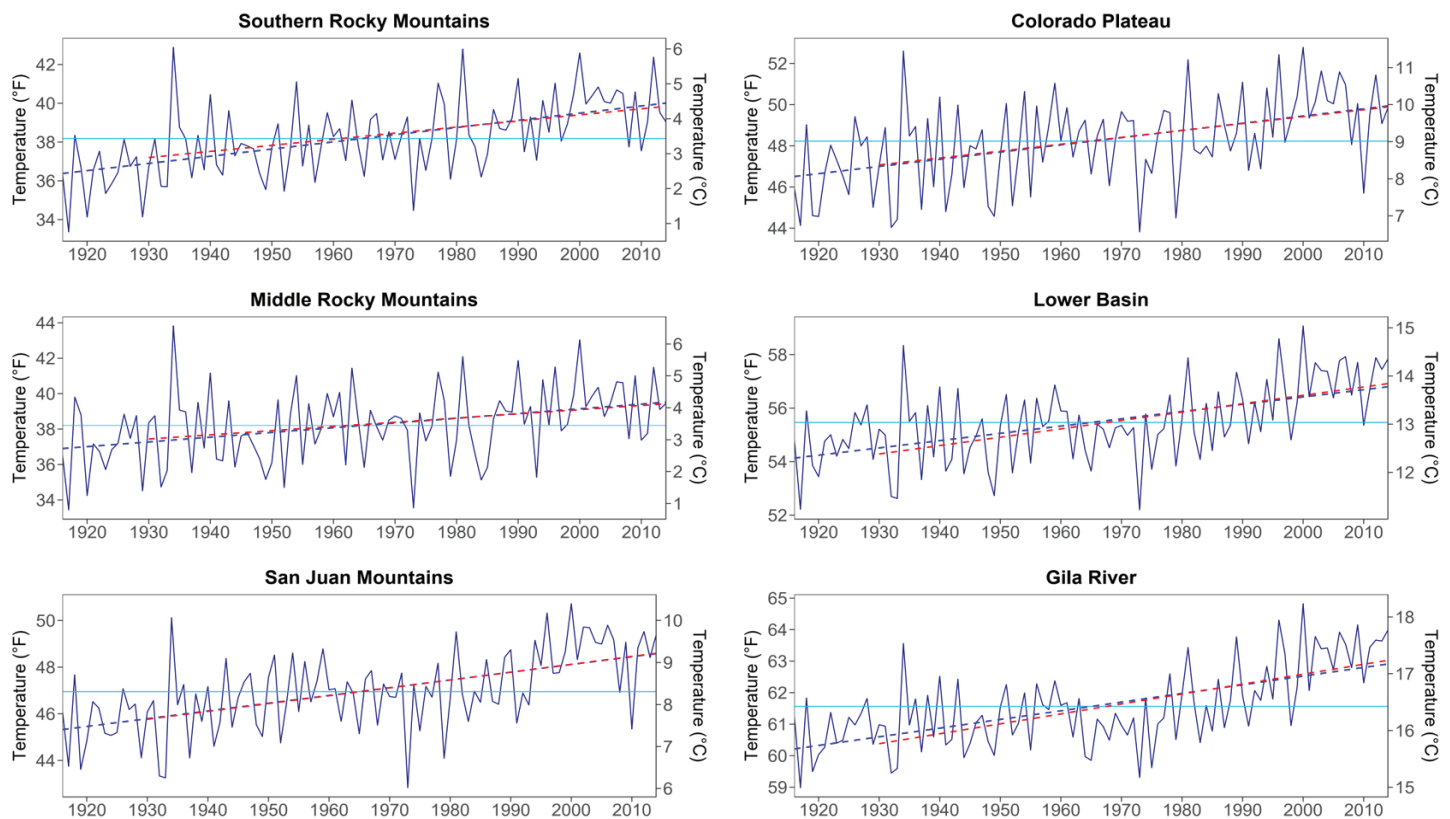 Southern Rocky Mountains
Temperature (°F)
42
40
38
36
34
6
5
4
3
2
1
Temperature (°C)
1920 1930 1940 1950 1960 1970 1980 1990 2000 2010
Colorado Plateau
Temperature (°F)
52
50
48
46
44
11
10
9
8
7
Temperature (°C)
1920 1930 1940 1950 1960 1970 1980 1990 2000 2010
Middle Rocky Mountains
Temperature (°F)
44
42
40
38
36
34
6
5
4
3
2
1
Temperature (°C)
1920 1930 1940 1950 1960 1970 1980 1990 2000 2010
Lower Basin
Temperature (°F)
58
56
54
52
15
14
13
12
Temperature (°C)
1920 1930 1940 1950 1960 1970 1980 1990 2000 2010
San Juan Mountains
Temperature (°F)
50
48
46
44
10
9
8
7
6
Temperature (°C)
1920 1930 1940 1950 1960 1970 1980 1990 2000 2010
Gila River
Temperature (°F)
65
64
63
62
61
60
59
18
17
16
15
Temperature (°C)
1920 1930 1940 1950 1960 1970 1980 1990 2000 2010